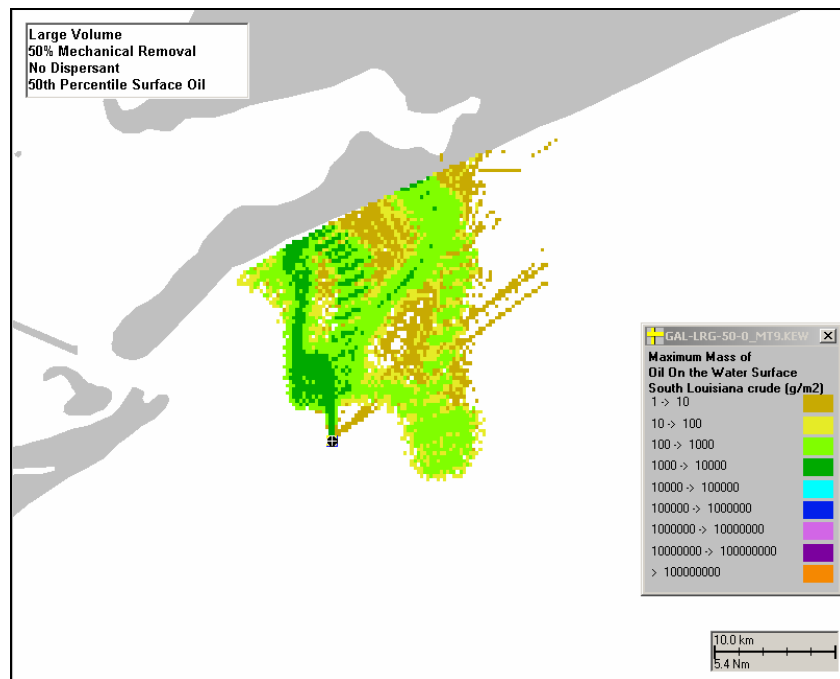 Large Volume
50% Mechanical Removal
No Dispersant
50th Percentile Surface Oil
GAL-LRG-50-0_MT9.KEW
Maximum Mass of
Oil On the Water Surface
South Louisiana crude (g/m2)
1 -> 10
10 -> 100
100 -> 1000
1000 -> 10000
10000 -> 100000
100000 -> 1000000
1000000 -> 10000000
10000000 -> 100000000
> 100000000
10.0 km
5.4 Nm